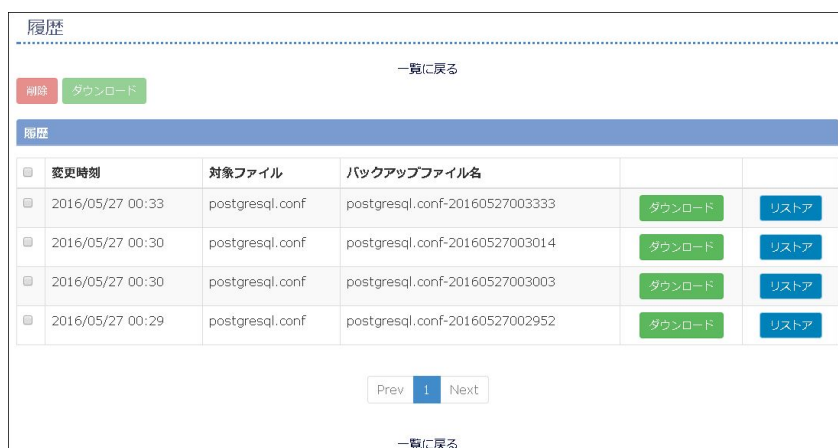 履歴
一覧に戻る
削除 ダウンロード
履歴
変更時刻 対象ファイル バックアップファイル名
2016/05/27 00:33 postgresql.conf postgresql.conf-20160527003333 ダウンロード リストア
2016/05/27 00:30 postgresql.conf postgresql.conf-20160527003014 ダウンロード リストア
2016/05/27 00:30 postgresql.conf postgresql.conf-20160527003003 ダウンロード リストア
2016/05/27 00:29 postgresql.conf postgresql.conf-20160527002952 ダウンロード リストア
Prev 1 Next
一覧に戻る